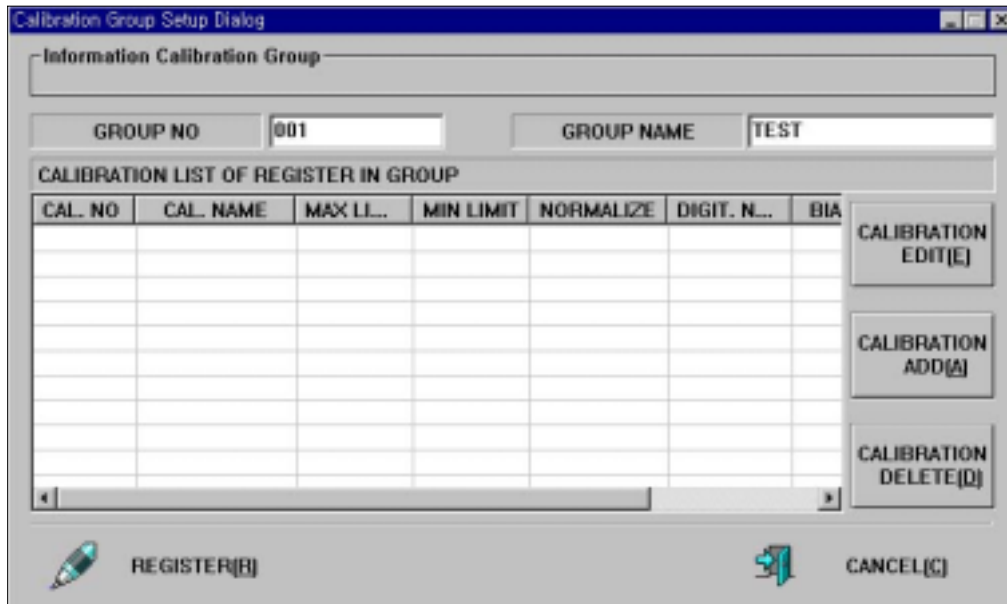 Calibration Group Setup Dialog
Information Calibration Group
GROUP NO 001 GROUP NAME TEST
CALIBRATION LIST OF REGISTER IN GROUP
CAL. NO CAL. NAME MAX LI... MIN LIMIT NORMALIZE DIGIT. N... BIA
CALIBRATION
EDIT(E)
CALIBRATION
ADD(A)
CALIBRATION
DELETE(D)
REGISTER(R) CANCEL(C)